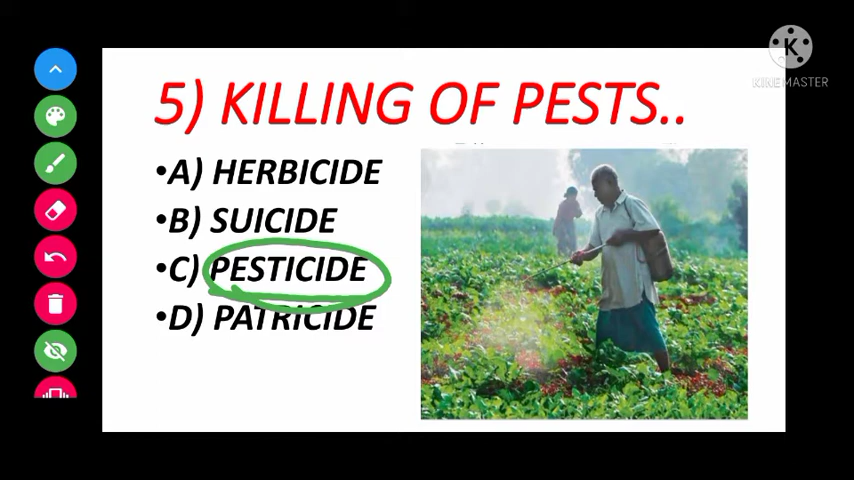 5) KILLING OF PESTS..
•A) HERBICIDE
•B) SUICIDE
•C) PESTICIDE
•D) PATRICIDE
K
KINEMASTER